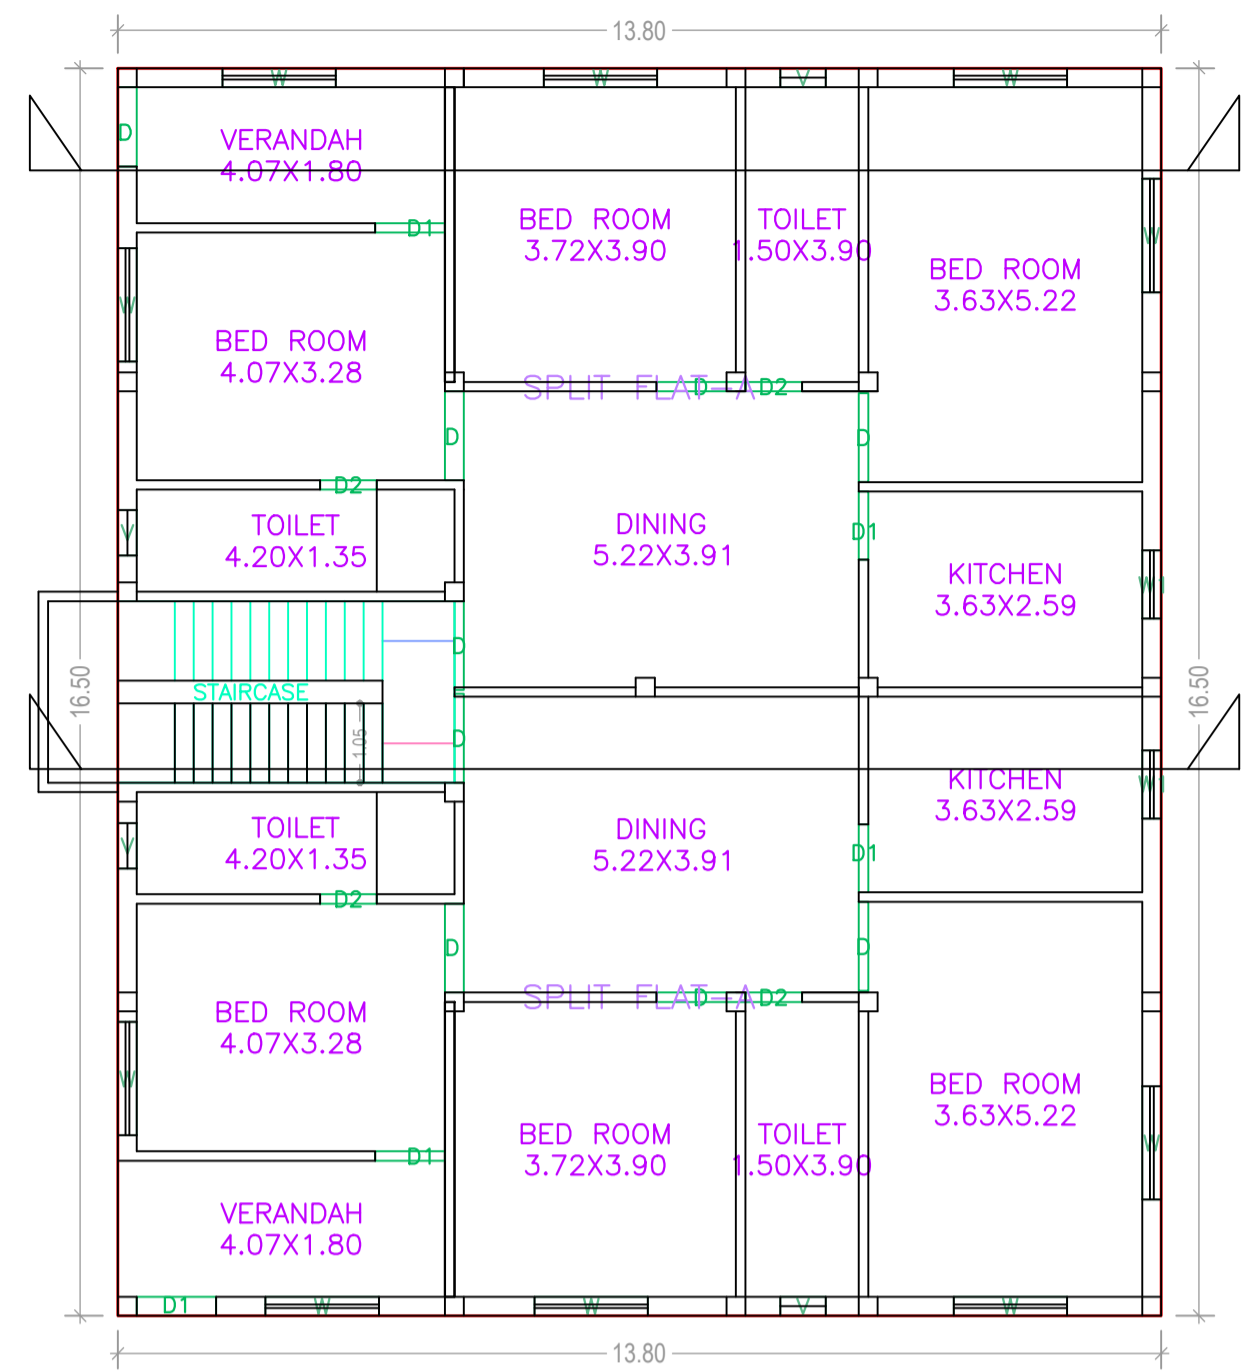 13.80
W
W
V
W
D
VERANDAH
4.07X1.80
D1
BED ROOM
3.72X3.90
TOILET
1.50X3.90
W
BED ROOM
3.63X5.22
W
BED ROOM
4.07X3.28
SPLIT FLAT-A
D
D2
D
D
D2
V
TOILET
4.20X1.35
DINING
5.22X3.91
D1
KITCHEN
3.63X2.59
W1
D
16.50
STAIRCASE
16.50
1.05
D
KITCHEN
3.63X2.59
W1
V
TOILET
4.20X1.35
DINING
5.22X3.91
D1
D2
D
D
SPLIT FLAT-A
D
D2
BED ROOM
4.07X3.28
W
BED ROOM
3.63X5.22
W
D1
BED ROOM
3.72X3.90
TOILET
1.50X3.90
VERANDAH
4.07X1.80
D1
W
W
V
W
13.80